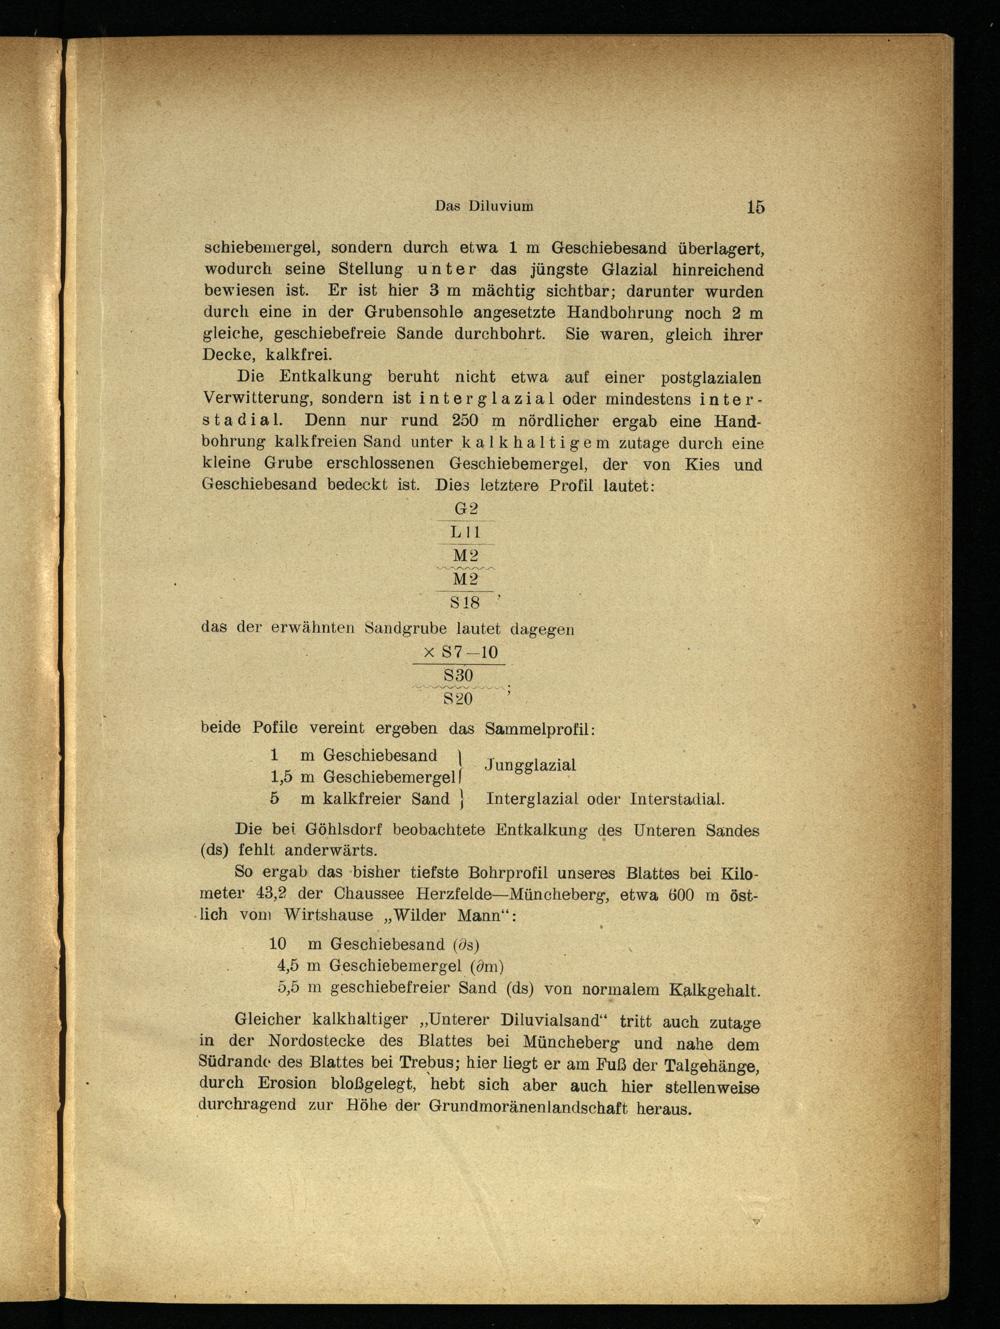 Das Diluvium 15
schiebemergel, sondern durch etwa 1 m Geschiebesand überlagert,
wodurch seine Stellung unter das jüngste Glazial hinreichend
bewiesen ist. Er ist hier 3 m mächtig sichtbar; darunter wurden
durch eine in der Grubensohle angesetzte Handbohrung noch 2 m
gleiche, geschiebefreie Sande durchbohrt. Sie waren, gleich ihrer
Decke, kalkfrei.
Die Entkalkung beruht nicht etwa auf einer postglazialen
Verwitterung, sondern ist interglazial oder mindestens inter-
stadial. Denn nur rund 250 m nördlicher ergab eine Hand-
bohrung kalkfreien Sand unter kalkhaltigem zutage durch eine
kleine Grube erschlossenen Geschiebemergel, der von Kies und
Geschiebesand bedeckt ist. Dies letztere Profil lautet:
G2
L11
M2
M2
S18 ,
das der erwähnten Sandgrube lautet dagegen
× S7—10
S30
S20 ;
beide Pofile vereint ergeben das Sammelprofil:
1 m Geschiebesand }
Jungglazial
1,5 m Geschiebemergel
5 m kalkfreier Sand } Interglazial oder Interstadial.
Die bei Göhlsdorf beobachtete Entkalkung des Unteren Sandes
(ds) fehlt anderwärts.
So ergab das bisher tiefste Bohrprofil unseres Blattes bei Kilo-
meter 43,2 der Chaussee Herzfelde—Müncheberg, etwa 600 m öst-
lich vom Wirtshause „Wilder Mann“:
10 m Geschiebesand (∂s)
4,5 m Geschiebemergel (∂m)
5,5 m geschiebefreier Sand (ds) von normalem Kalkgehalt.
Gleicher kalkhaltiger „Unterer Diluvialsand“ tritt auch zutage
in der Nordostecke des Blattes bei Müncheberg und nahe dem
Südrande des Blattes bei Trebus; hier liegt er am Fuß der Talgehänge,
durch Erosion bloßgelegt, hebt sich aber auch hier stellenweise
durchragend zur Höhe der Grundmoränenlandschaft heraus.